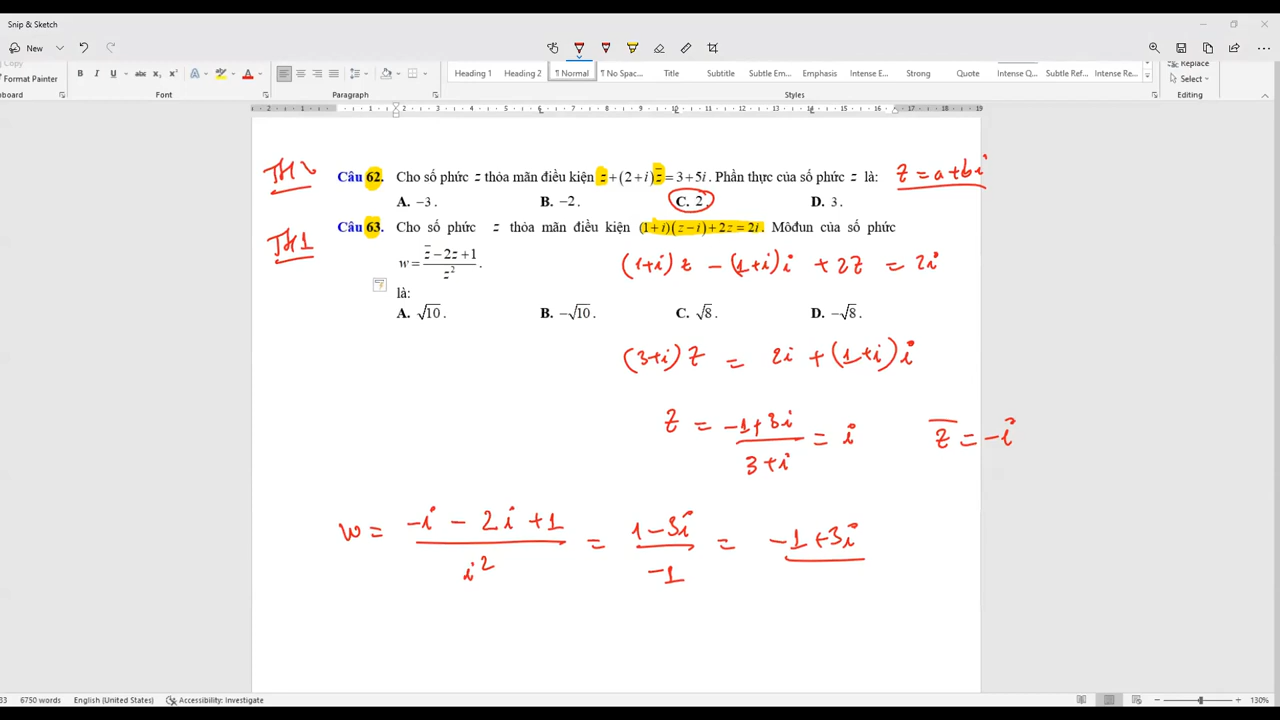 Snip & Sketch
New
Format Painter
board
Font
Paragraph
Styles
Editing
Heading 1 Heading 2 ¶ Normal ¶ No Spac... Title Subtitle Subtle Em... Emphasis Intense E... Strong Quote Intense Q... Subtle Ref... Intense Re...
Replace
Select
TH2
Câu 62. Cho số phức z thỏa mãn điều kiện z + (2 + i) z̅ = 3 + 5i. Phần thực của số phức z là:
z = a + bi
A. −3. B. −2. C. 2. D. 3.
TH1
Câu 63. Cho số phức z thỏa mãn điều kiện (1 + i)(z − i) + 2z = 2i. Môđun của số phức
w = (z̅ − 2z + 1)/z²
.
(1+i) z − (1+i) i + 2z = 2i
là:
A. √10. B. −√10. C. √8. D. −√8.
(3+i) z = 2i + (1+i) i
z = (−1+3i)/(3+i) = i z̅ = −i
w = (−i − 2i + 1)/i² = (1−3i)/−1 = −1+3i
33 6750 words English (United States) Accessibility: Investigate 130%